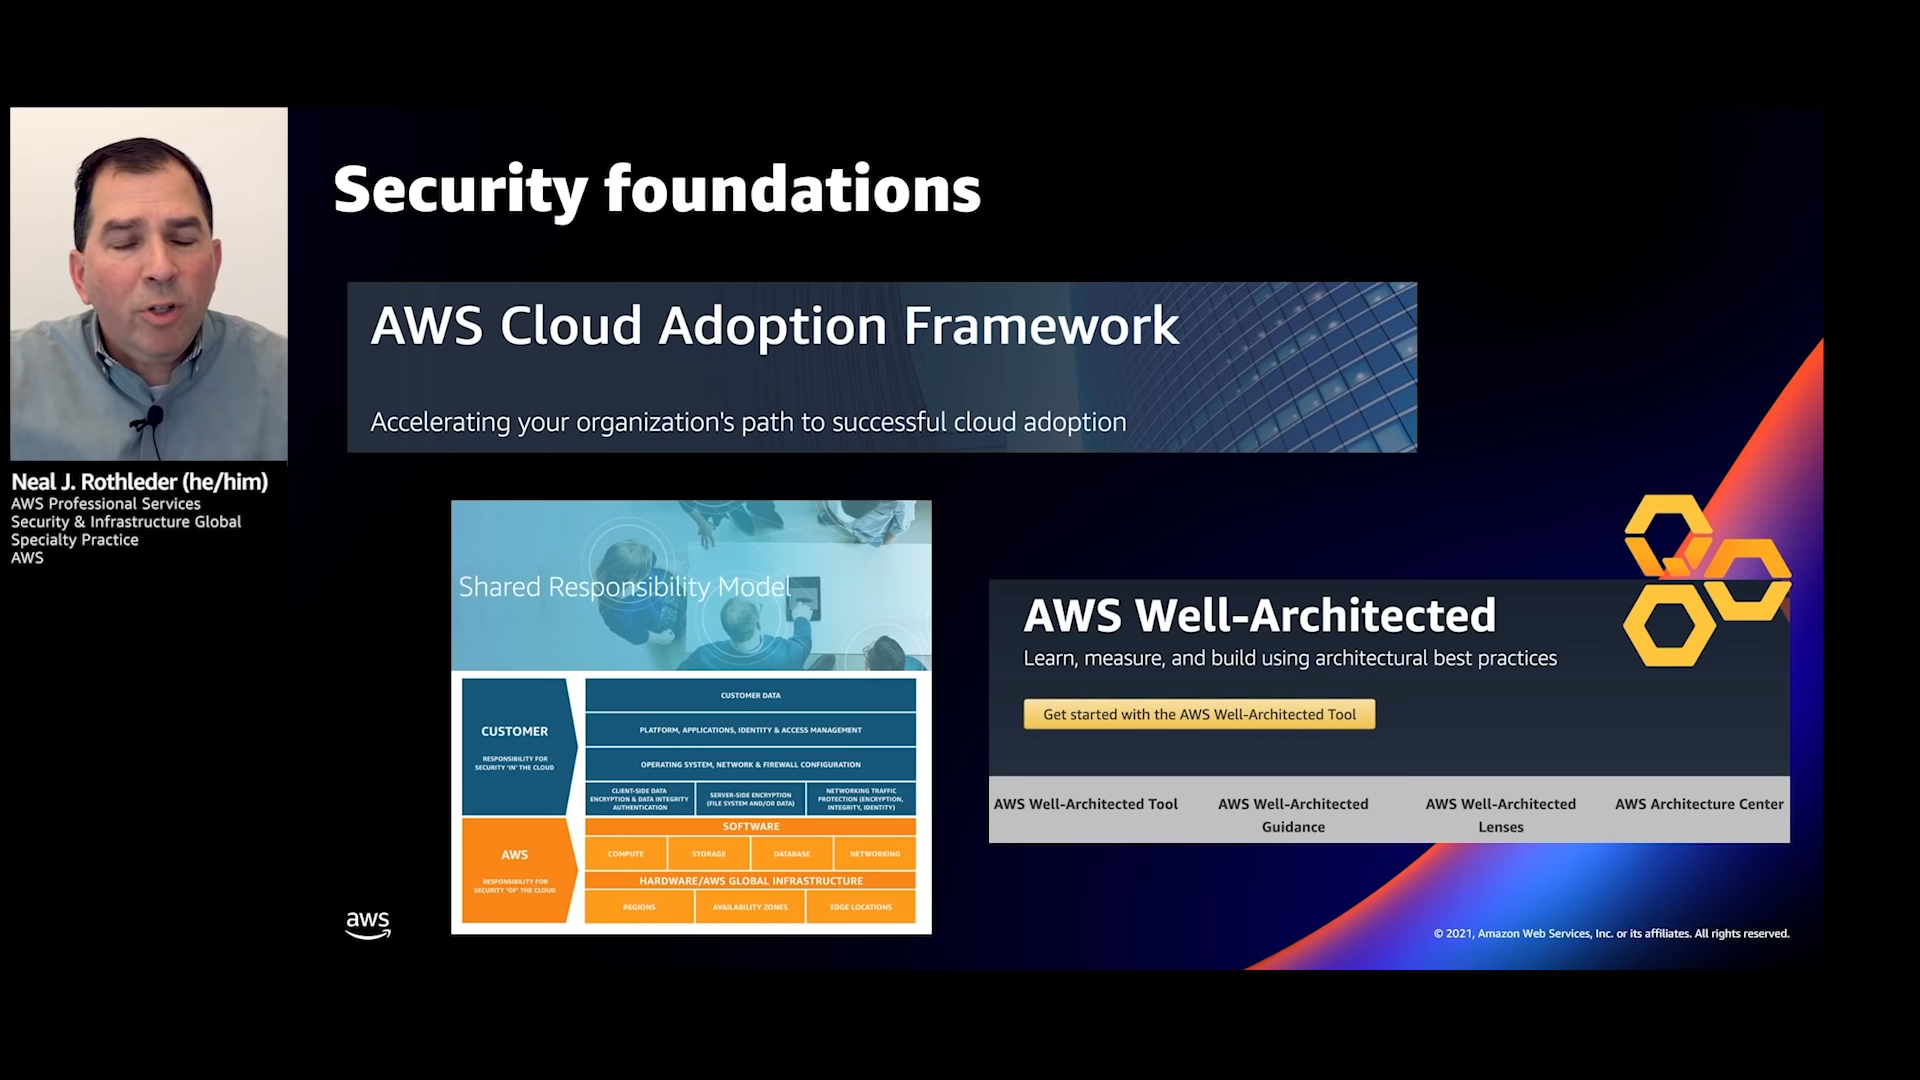 Security foundations
AWS Cloud Adoption Framework
Accelerating your organization's path to successful cloud adoption
Neal J. Rothleder (he/him)
AWS Professional Services
Security & Infrastructure Global
Specialty Practice
AWS
Shared Responsibility Model
CUSTOMER
RESPONSIBILITY FOR
SECURITY 'IN' THE CLOUD
CUSTOMER DATA
PLATFORM, APPLICATIONS, IDENTITY & ACCESS MANAGEMENT
OPERATING SYSTEM, NETWORK & FIREWALL CONFIGURATION
CLIENT-SIDE DATA
ENCRYPTION & DATA INTEGRITY
AUTHENTICATION
SERVER-SIDE ENCRYPTION
(FILE SYSTEM AND/OR DATA)
NETWORKING TRAFFIC
PROTECTION (ENCRYPTION,
INTEGRITY, IDENTITY)
AWS
RESPONSIBILITY FOR
SECURITY 'OF' THE CLOUD
SOFTWARE
COMPUTE
STORAGE
DATABASE
NETWORKING
HARDWARE/AWS GLOBAL INFRASTRUCTURE
REGIONS
AVAILABILITY ZONES
EDGE LOCATIONS
AWS Well-Architected
Learn, measure, and build using architectural best practices
Get started with the AWS Well-Architected Tool
AWS Well-Architected Tool
AWS Well-Architected
Guidance
AWS Well-Architected
Lenses
AWS Architecture Center
aws
© 2021, Amazon Web Services, Inc. or its affiliates. All rights reserved.